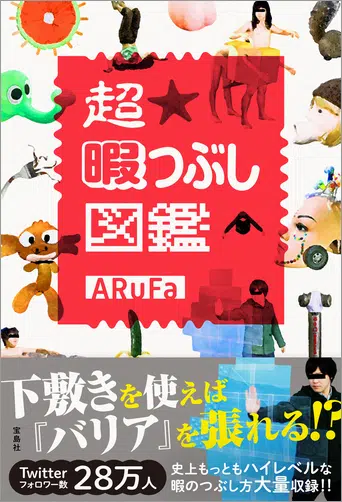 超★
暇つぶし
図鑑
ARuFa
下敷きを使えば
『バリア』を張れる!?
宝島社
Twitter
フォロワー数
28万人
史上もっともハイレベルな
暇のつぶし方大量収録!!